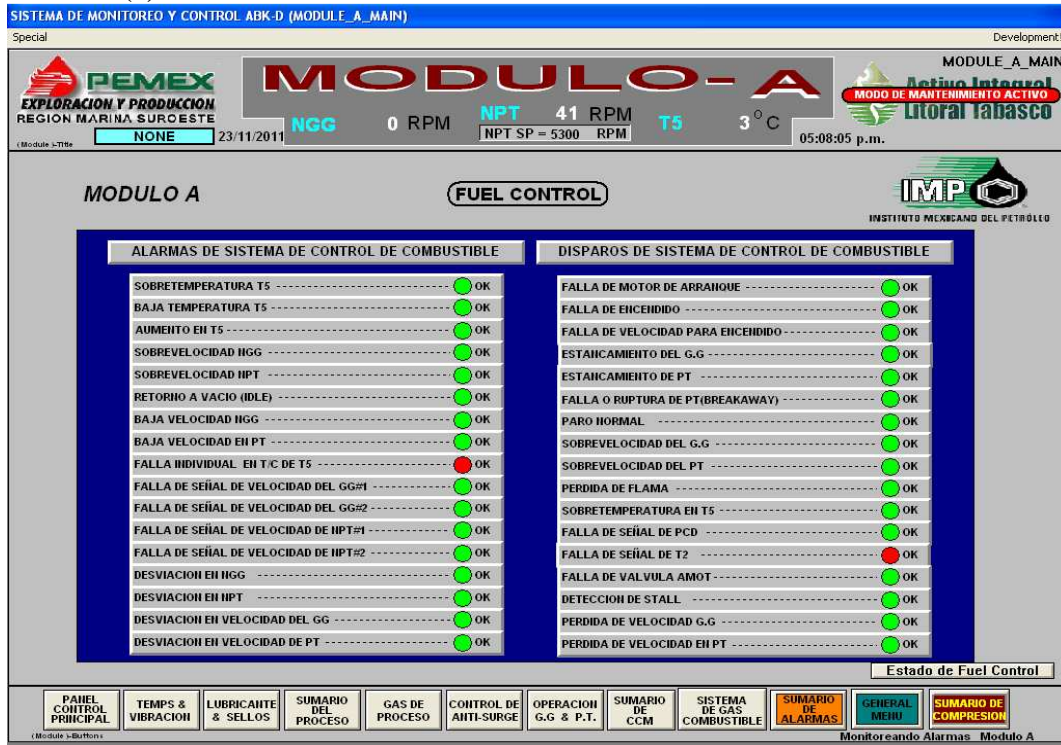 SISTEMA DE MONITOREO Y CONTROL ABK-D (MODULE_A_MAIN)
Special Development!
PEMEX
EXPLORACION Y PRODUCCION
REGION MARINA SUROESTE
NONE 23/11/2011
(Module)-Title
MODULO-A
NGG 0 RPM NPT 41 RPM T5 3°C
NPT SP = 5300 RPM
MODULE_A_MAIN
Activo Integral
MODO DE MANTENIMIENTO ACTIVO
Litoral Tabasco
05:08:05 p.m.
MODULO A
FUEL CONTROL
IMP
INSTITUTO MEXICANO DEL PETRÓLEO
ALARMAS DE SISTEMA DE CONTROL DE COMBUSTIBLE
SOBRETEMPERATURA T5 OK
BAJA TEMPERATURA T5 OK
AUMENTO EN T5 OK
SOBREVELOCIDAD NGG OK
SOBREVELOCIDAD NPT OK
RETORNO A VACIO (IDLE) OK
BAJA VELOCIDAD NGG OK
BAJA VELOCIDAD EN PT OK
FALLA INDIVIDUAL EN T/C DE T5 OK
FALLA DE SEÑAL DE VELOCIDAD DEL GG#1 OK
FALLA DE SEÑAL DE VELOCIDAD DEL GG#2 OK
FALLA DE SEÑAL DE VELOCIDAD DE NPT#1 OK
FALLA DE SEÑAL DE VELOCIDAD DE NPT#2 OK
DESVIACION EN NGG OK
DESVIACION EN NPT OK
DESVIACION EN VELOCIDAD DEL GG OK
DESVIACION EN VELOCIDAD DE PT OK
DISPAROS DE SISTEMA DE CONTROL DE COMBUSTIBLE
FALLA DE MOTOR DE ARRANQUE OK
FALLA DE ENCENDIDO OK
FALLA DE VELOCIDAD PARA ENCENDIDO OK
ESTANCAMIENTO DEL G.G OK
ESTANCAMIENTO DE PT OK
FALLA O RUPTURA DE PT(BREAKAWAY) OK
PARO NORMAL OK
SOBREVELOCIDAD DEL G.G OK
SOBREVELOCIDAD DEL PT OK
PERDIDA DE FLAMA OK
SOBRETEMPERATURA EN T5 OK
FALLA DE SEÑAL DE PCD OK
FALLA DE SEÑAL DE T2 OK
FALLA DE VALVULA AMOT OK
DETECCION DE STALL OK
PERDIDA DE VELOCIDAD G.G OK
PERDIDA DE VELOCIDAD EN PT OK
Estado de Fuel Control
PANEL
CONTROL
PRINCIPAL
TEMPS &
VIBRACION
LUBRICANTE
& SELLOS
SUMARIO
DEL
PROCESO
GAS DE
PROCESO
CONTROL DE
ANTI-SURGE
OPERACION
G.G & P.T.
SUMARIO
DE
CCM
SISTEMA
DE GAS
COMBUSTIBLE
SUMARIO
DE
ALARMAS
GENERAL
MENU
SUMARIO DE
COMPRESION
(Module)-Buttons
Monitoreando Alarmas Modulo A